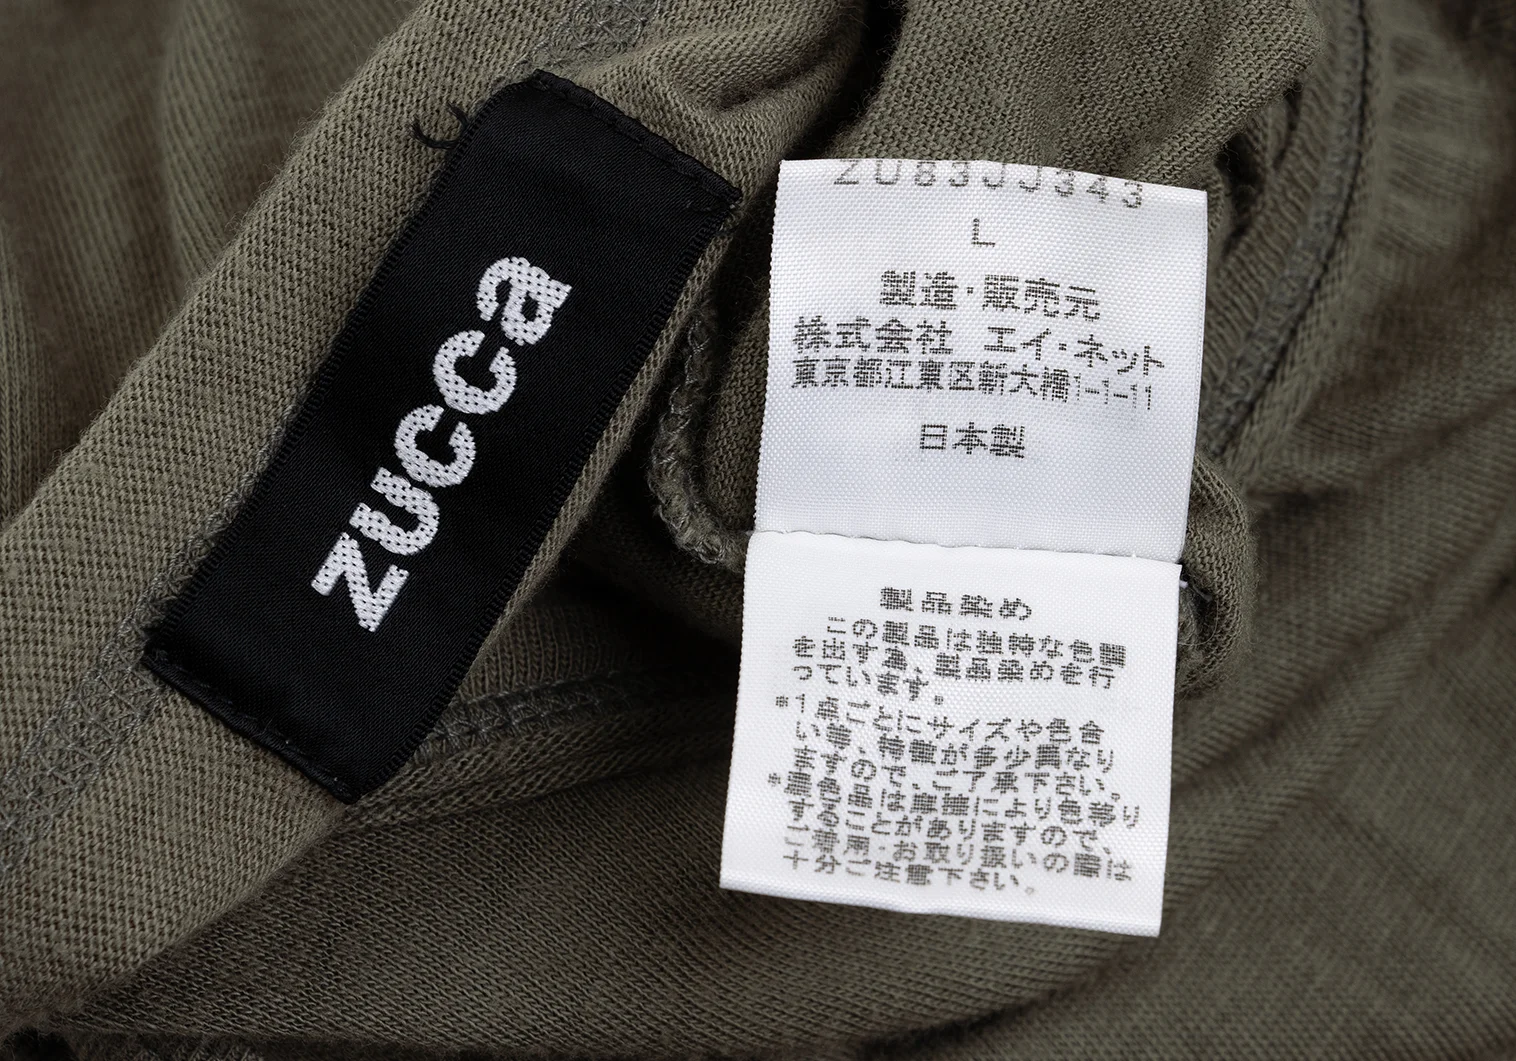 zucca
ZU83JJ343
L
製造・販売元
株式会社 エイ・ネット
東京都江東区新大橋1-1-11
日本製
製品染め
この製品は独特な色調
を出す為、製品染めを行
っています。
*1点ごとにサイズや色合
い等、特徴が多少異なり
ますので、ご了承下さい。
*濃色品は摩擦により色移り
することがありますので、
ご着用・お取り扱いの際は
十分ご注意下さい。